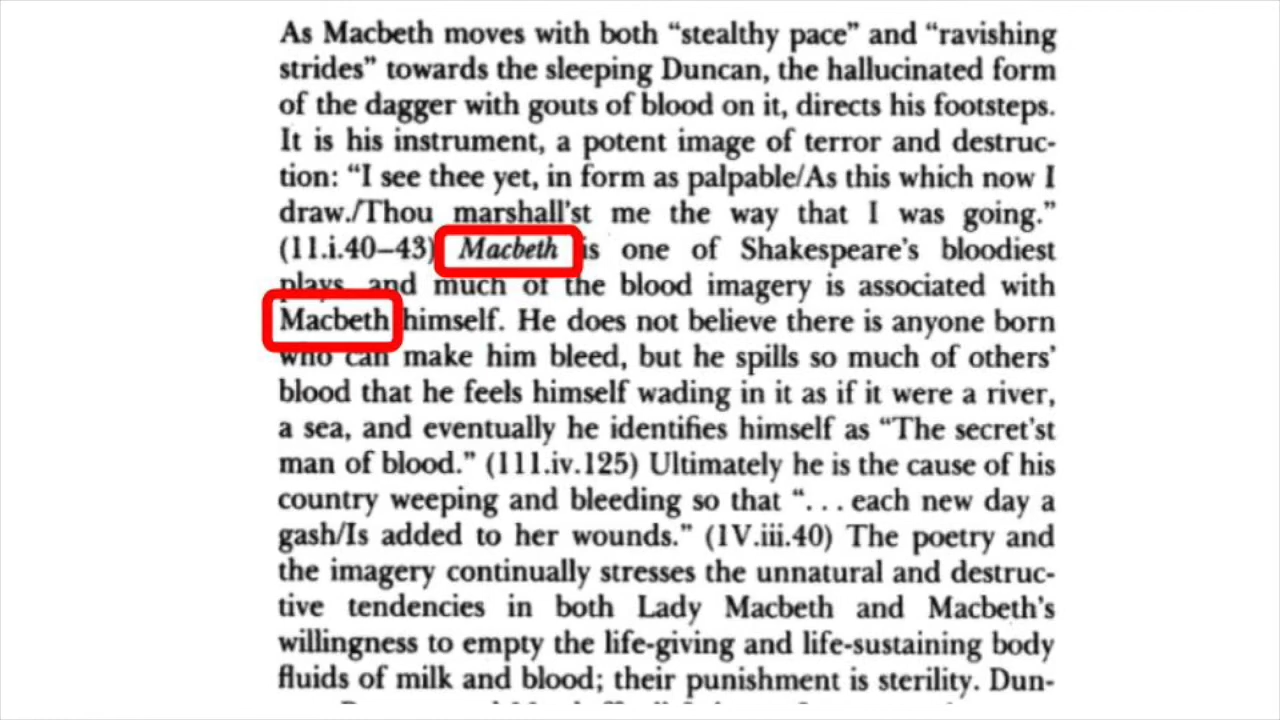 As Macbeth moves with both “stealthy pace” and “ravishing
strides” towards the sleeping Duncan, the hallucinated form
of the dagger with gouts of blood on it, directs his footsteps.
It is his instrument, a potent image of terror and destruc-
tion: “I see thee yet, in form as palpable/As this which now I
draw./Thou marshall'st me the way that I was going.”
(11.i.40–43) Macbeth is one of Shakespeare's bloodiest
plays, and much of the blood imagery is associated with
Macbeth himself. He does not believe there is anyone born
who can make him bleed, but he spills so much of others'
blood that he feels himself wading in it as if it were a river,
a sea, and eventually he identifies himself as “The secret'st
man of blood.” (111.iv.125) Ultimately he is the cause of his
country weeping and bleeding so that “... each new day a
gash/Is added to her wounds.” (1V.iii.40) The poetry and
the imagery continually stresses the unnatural and destruc-
tive tendencies in both Lady Macbeth and Macbeth's
willingness to empty the life-giving and life-sustaining body
fluids of milk and blood; their punishment is sterility. Dun-